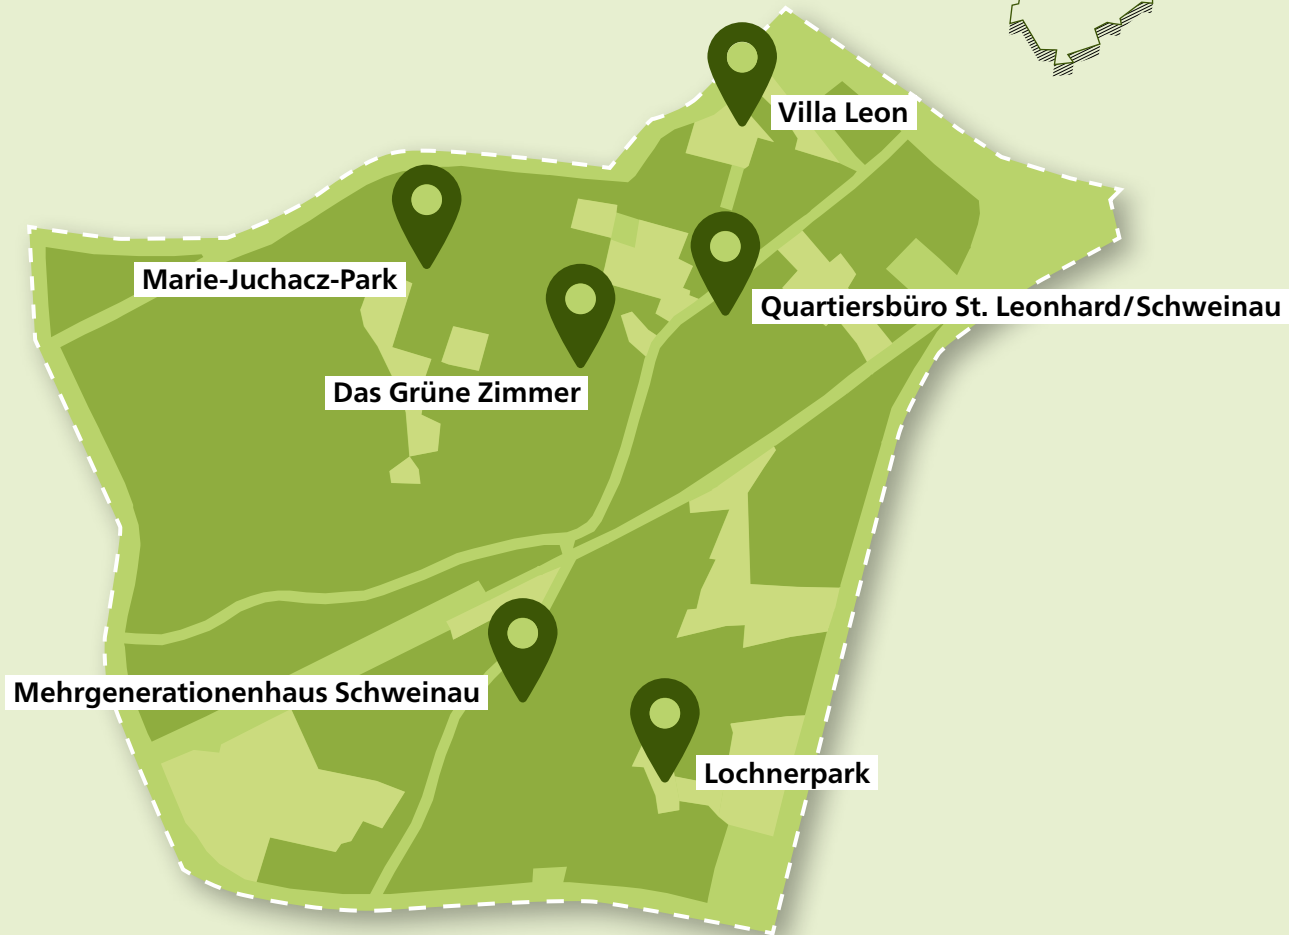 Villa Leon
Marie-Juchacz-Park
Quartiersbüro St. Leonhard/Schweinau
Das Grüne Zimmer
Mehrgenerationenhaus Schweinau
Lochnerpark